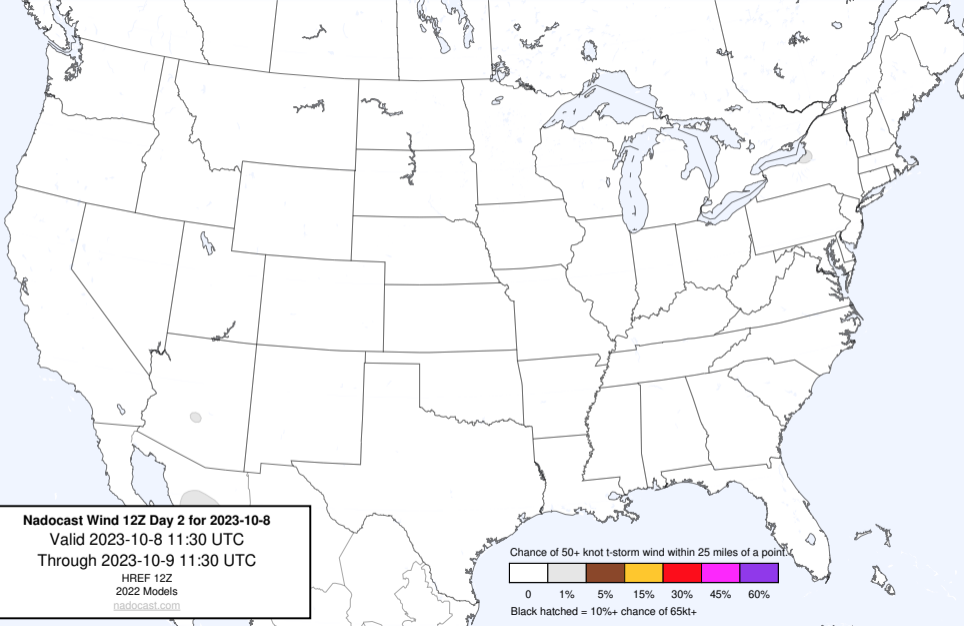 Nadocast Wind 12Z Day 2 for 2023-10-8
Valid 2023-10-8 11:30 UTC
Through 2023-10-9 11:30 UTC
HREF 12Z
2022 Models
nadocast.com
Chance of 50+ knot t-storm wind within 25 miles of a point.
0 1% 5% 15% 30% 45% 60%
Black hatched = 10%+ chance of 65kt+